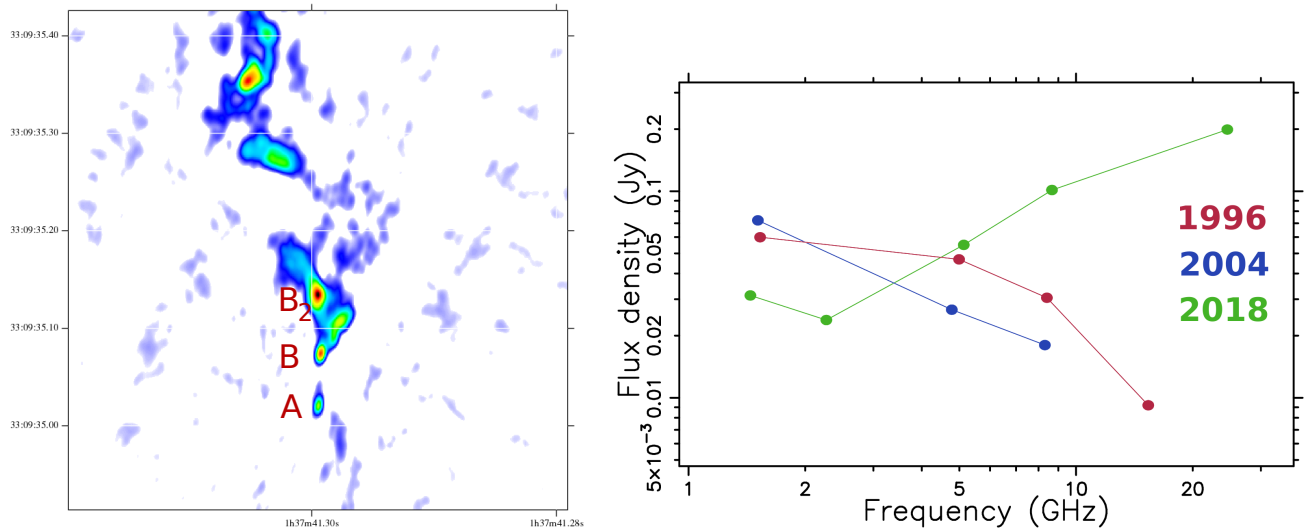 33:09:35.40
33:09:35.30
33:09:35.20
33:09:35.10
33:09:35.00
B2
B
A
1h37m41.30s
1h37m41.28s
Flux density (Jy)
0.2
0.1
0.05
0.02
0.01
5×10⁻³
1996
2004
2018
1
2
5
10
20
Frequency (GHz)